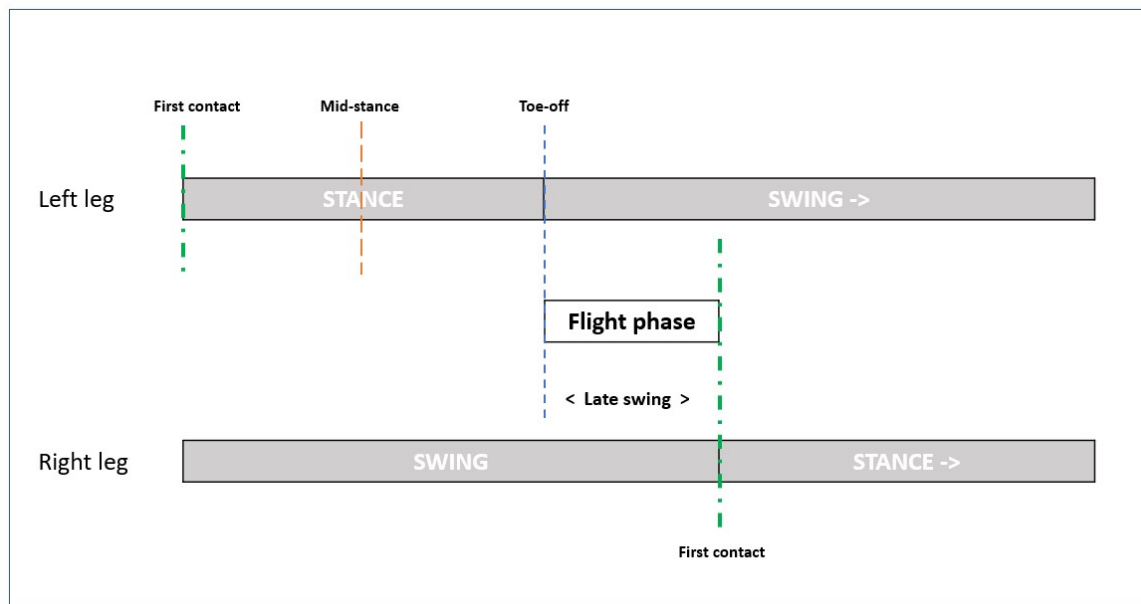 First contact
Mid-stance
Toe-off
Left leg
STANCE
SWING ->
Flight phase
< Late swing >
Right leg
SWING
STANCE ->
First contact